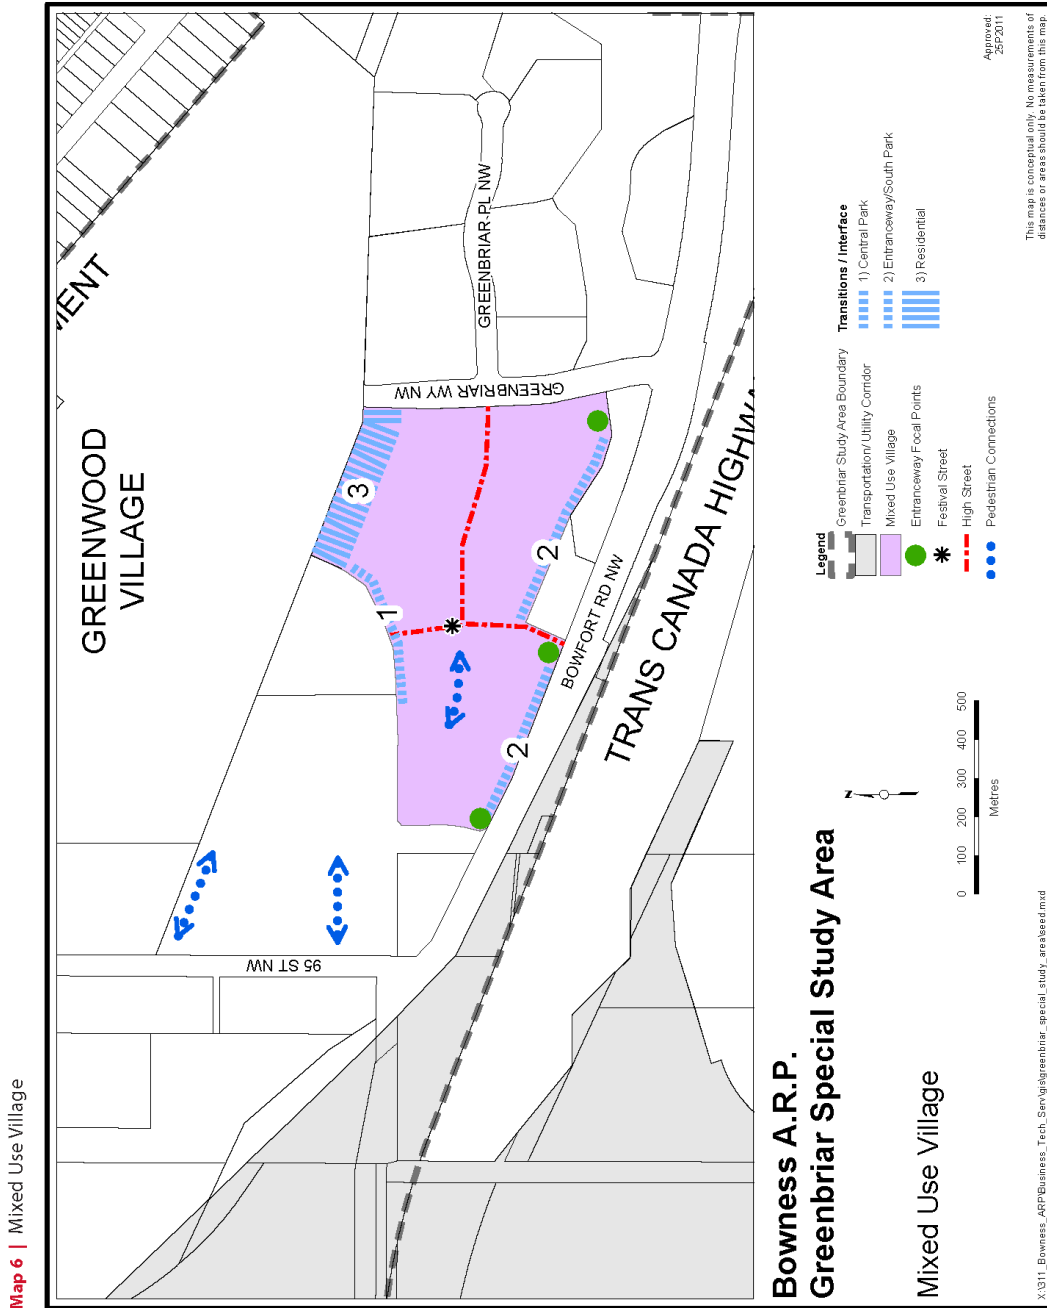 Map 6 | Mixed Use Village
MENT
GREENWOOD
VILLAGE
GREENBRIAR PL NW
GREENBRIAR WY NW
3
1
2
2
BOWFORT RD NW
TRANS CANADA HIGHWA
95 ST NW
Bowness A.R.P.
Greenbriar Special Study Area
Mixed Use Village
N
0 100 200 300 400 500
Metres
Legend
Greenbriar Study Area Boundary
Transportation/ Utility Corridor
Mixed Use Village
Entranceway Focal Points
Festival Street
High Street
Pedestrian Connections
Transitions / Interface
1) Central Park
2) Entranceway/South Park
3) Residential
Approved:
25P2011
This map is conceptual only. No measurements of
distances or areas should be taken from this map.
X:\311_Bowness_ARP\Business_Tech_Serv\gis\greenbriar_special_study_area\seed.mxd